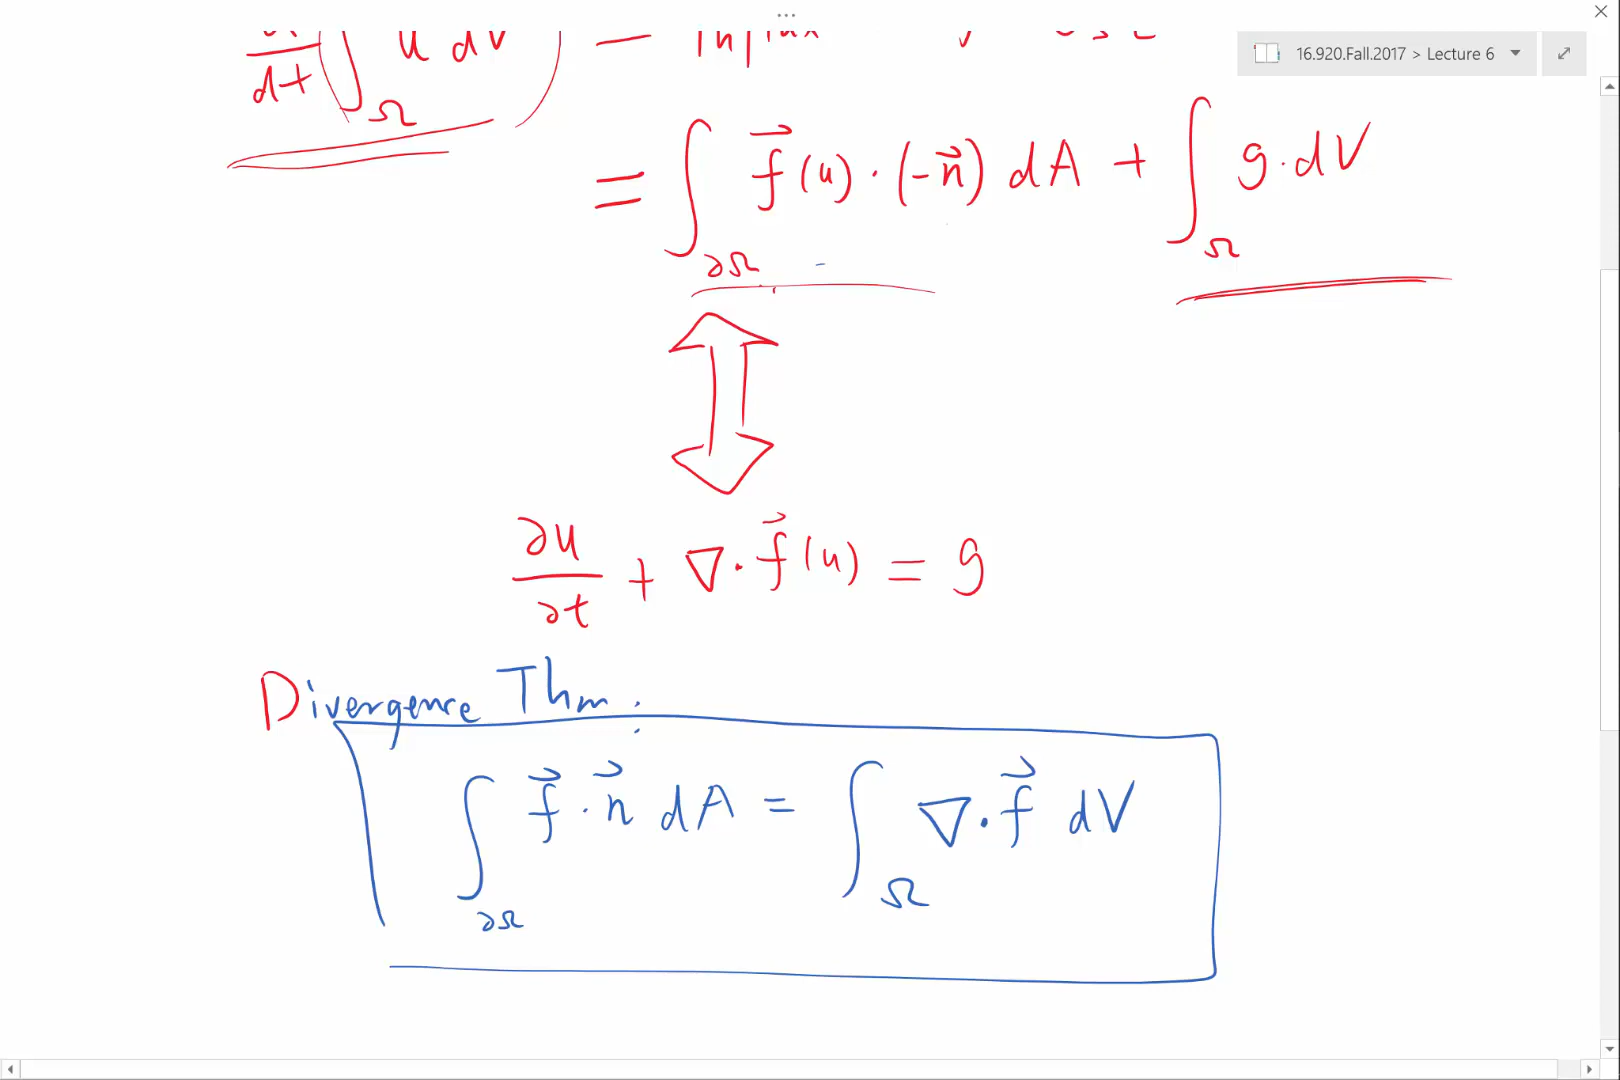 ...
16.920.Fall.2017 > Lecture 6
dt ∫_Ω u dV =
= ∫_∂Ω f⃗(u)·(-n⃗) dA + ∫_Ω g·dV
∂u/∂t + ∇·f⃗(u) = g
Divergence Thm:
∫_∂Ω f⃗·n⃗ dA = ∫_Ω ∇·f⃗ dV